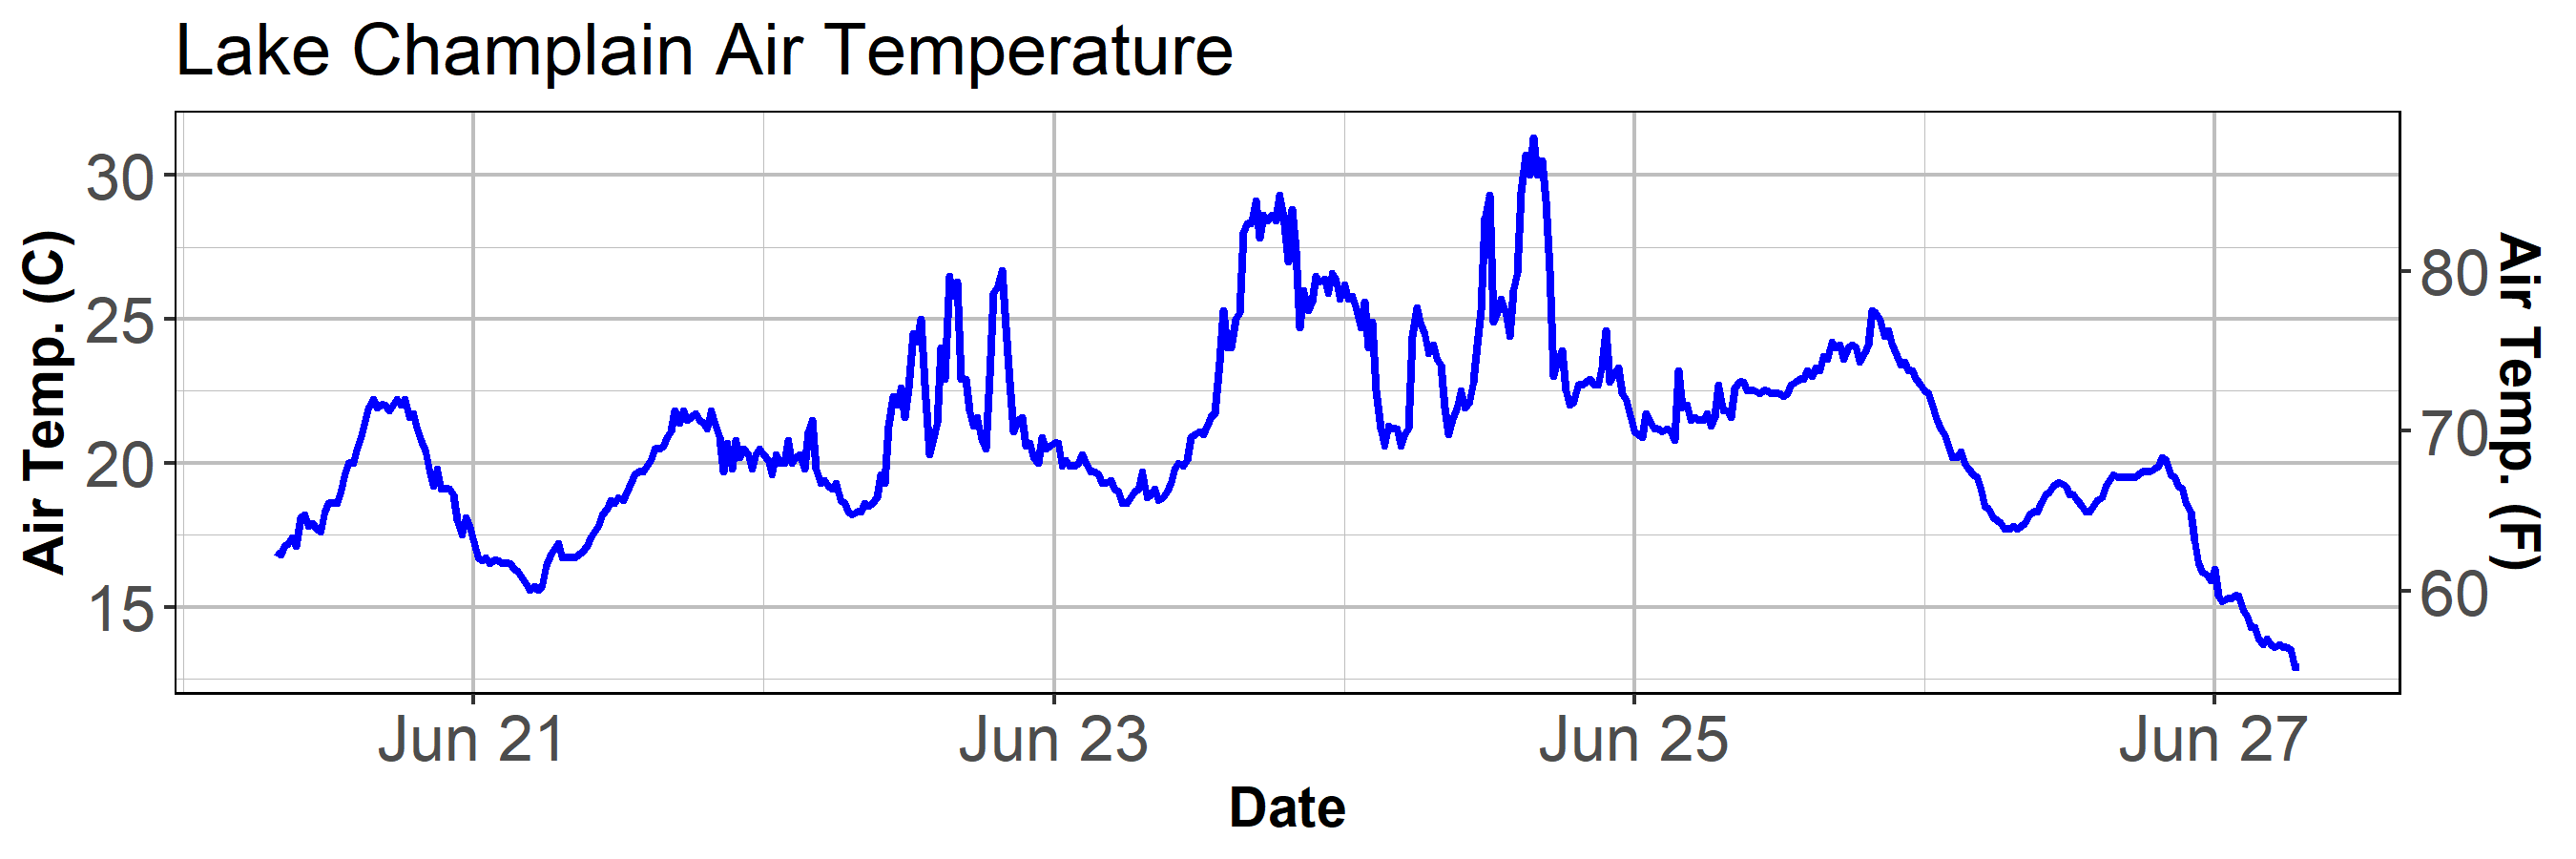 Lake Champlain Air Temperature
Air Temp. (C)
30
25
20
15
80
70
60
Air Temp. (F)
Jun 21
Jun 23
Jun 25
Jun 27
Date